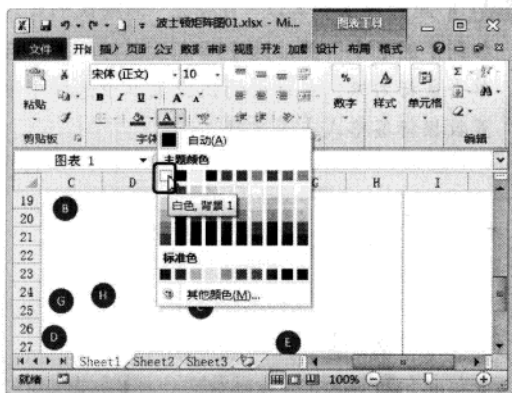 波士顿矩阵图01.xlsx - Mi... 图表工具
文件 开始 插入 页面 公式 数据 审阅 视图 开发 加载 设计 布局 格式
宋体 (正文) 10
B I U A A
粘贴 A 数字 样式 单元格 Σ
剪贴板 字体 编辑
自动(A)
图表 1 主题颜色
C D G H I
白色, 背景 1
19 B
20
21
22 标准色
23
24 G H
25 其他颜色(M)...
26 D E
27
Sheet1 Sheet2 Sheet3
就绪 100%